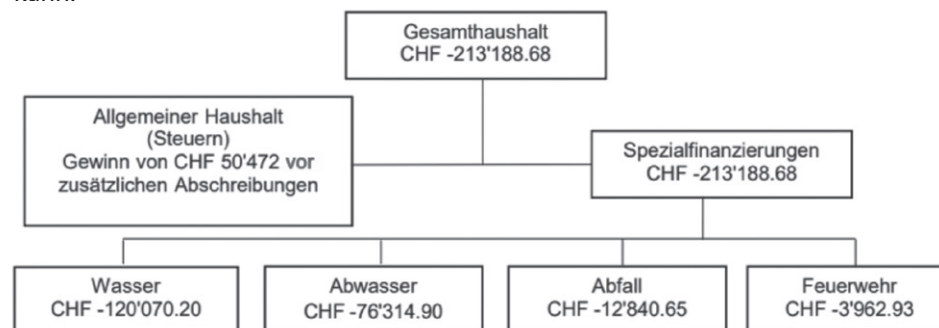 Gesamthaushalt
CHF -213'188.68
Allgemeiner Haushalt
(Steuern)
Gewinn von CHF 50'472 vor
zusätzlichen Abschreibungen
Spezialfinanzierungen
CHF -213'188.68
Wasser
CHF -120'070.20
Abwasser
CHF -76'314.90
Abfall
CHF -12'840.65
Feuerwehr
CHF -3'962.93